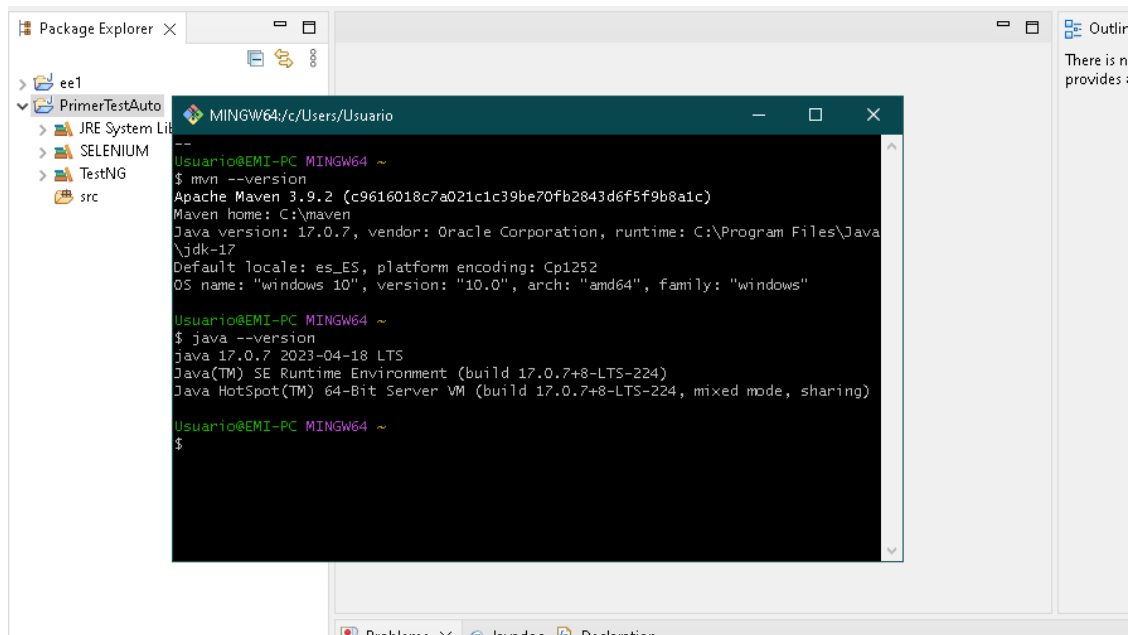 Package Explorer
Outlin
There is n
provides a
ee1
PrimerTestAuto
JRE System Lib
SELENIUM
TestNG
src
MINGW64:/c/Users/Usuario
--
Usuario@EMI-PC MINGW64 ~
$ mvn --version
Apache Maven 3.9.2 (c9616018c7a021c1c39be70fb2843d6f5f9b8a1c)
Maven home: C:\maven
Java version: 17.0.7, vendor: Oracle Corporation, runtime: C:\Program Files\Java
\jdk-17
Default locale: es_ES, platform encoding: Cp1252
OS name: "windows 10", version: "10.0", arch: "amd64", family: "windows"
Usuario@EMI-PC MINGW64 ~
$ java --version
java 17.0.7 2023-04-18 LTS
Java(TM) SE Runtime Environment (build 17.0.7+8-LTS-224)
Java HotSpot(TM) 64-Bit Server VM (build 17.0.7+8-LTS-224, mixed mode, sharing)
Usuario@EMI-PC MINGW64 ~
$
Problems Javadoc Declaration